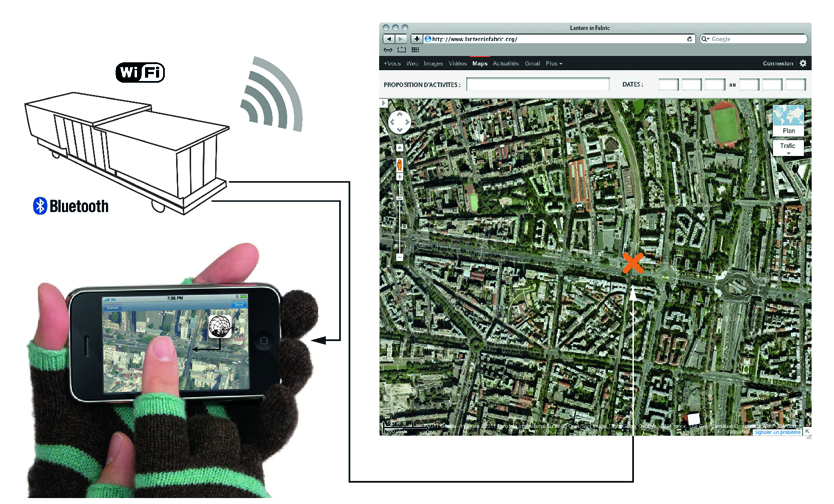 WiFi
Bluetooth
7:56 PM
Lantern in Fabric
http://www.lanterninfabric.org/
Google
+Vous Web Images Vidéos Maps Actualités Gmail Plus
Connexion
PROPOSITION D'ACTIVITES :
DATES :
au
Plan
Trafic
Signaler un problème